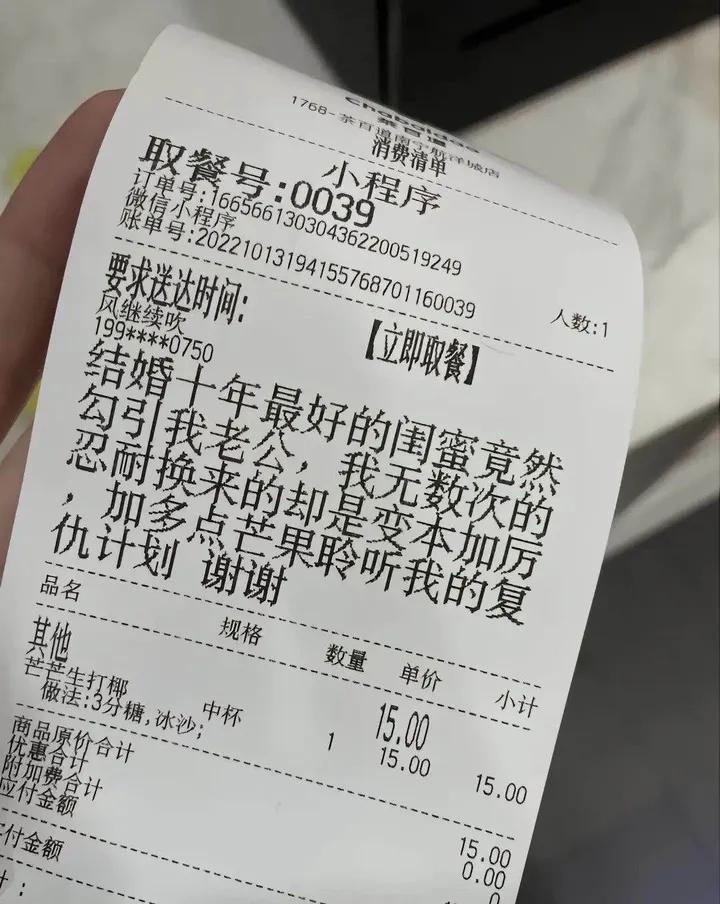 Chabaidao
茶百道
1768-茶百道南宁航洋城店
消费清单
小程序
取餐号:0039
订单号:1665661303043622005​19249
微信小程序
账单号:20221013194155768701160039
人数:1
要求送达时间:
【立即取餐】
风继续吹
199****0750
结婚十年最好的闺蜜竟然
勾引我老公，我无数次的
忍耐换来的却是变本加厉
，加多点芒果聆听我的复
仇计划 谢谢
品名 规格 数量 单价 小计
其他 15.00
芒芒生打椰 中杯 1 15.00 15.00
做法:3分糖,冰沙;
商品原价合计 15.00
优惠合计 0.00
附加费合计 0
应付金额
付金额